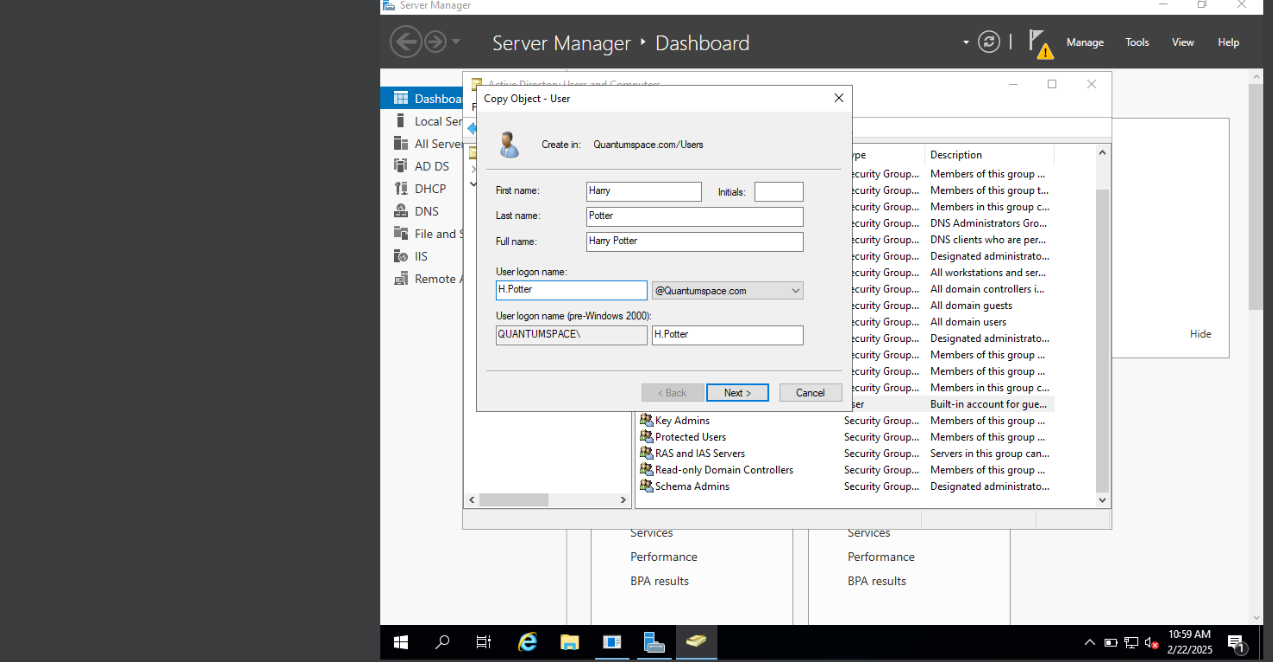 Server Manager
Server Manager • Dashboard
Manage Tools View Help
Active Directory Users and Computers
Dashboa
Local Ser
All Server
AD DS
DHCP
DNS
File and S
IIS
Remote A
Copy Object - User
Create in: Quantumspace.com/Users
First name: Harry Initials:
Last name: Potter
Full name: Harry Potter
User logon name:
H.Potter @Quantumspace.com
User logon name (pre-Windows 2000):
QUANTUMSPACE\ H.Potter
< Back Next > Cancel
ype Description
ecurity Group... Members of this group ...
ecurity Group... Members of this group t...
ecurity Group... Members in this group c...
ecurity Group... DNS Administrators Gro...
ecurity Group... DNS clients who are per...
ecurity Group... Designated administrato...
ecurity Group... All workstations and ser...
ecurity Group... All domain controllers i...
ecurity Group... All domain guests
ecurity Group... All domain users
ecurity Group... Designated administrato...
ecurity Group... Members of this group ...
ecurity Group... Members of this group ...
ecurity Group... Members in this group c...
ser Built-in account for gue...
Key Admins Security Group... Members of this group ...
Protected Users Security Group... Members of this group ...
RAS and IAS Servers Security Group... Servers in this group can...
Read-only Domain Controllers Security Group... Members of this group ...
Schema Admins Security Group... Designated administrato...
Hide
Services Services
Performance Performance
BPA results BPA results
10:59 AM
2/22/2025
1